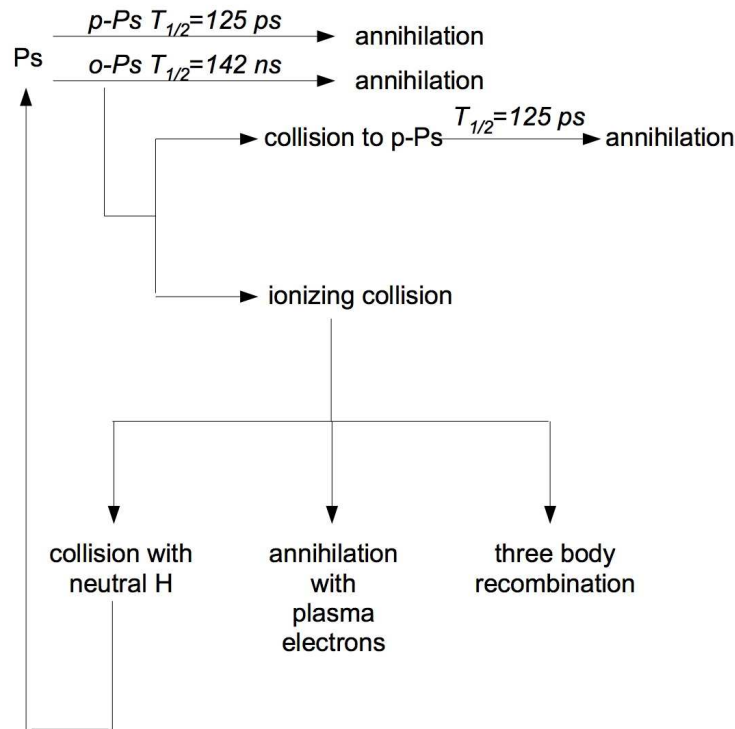 p-Ps T1/2=125 ps
annihilation
Ps
o-Ps T1/2=142 ns
annihilation
T1/2=125 ps
collision to p-Ps
annihilation
ionizing collision
collision with
neutral H
annihilation
with
plasma
electrons
three body
recombination